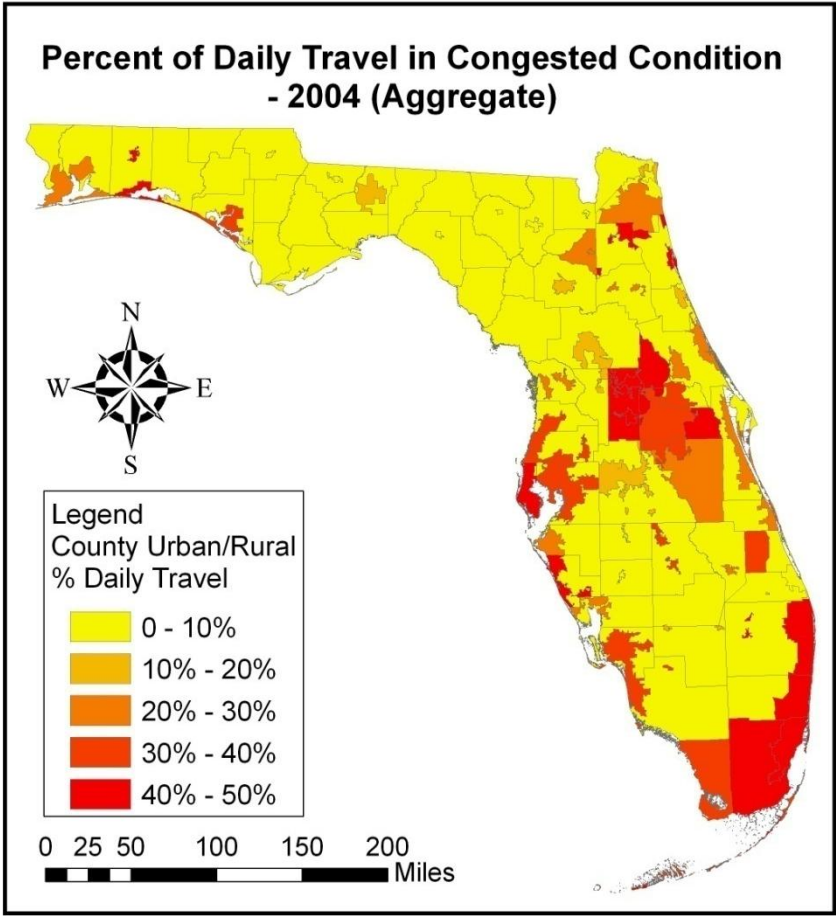 Percent of Daily Travel in Congested Condition
- 2004 (Aggregate)
N
W E
S
Legend
County Urban/Rural
% Daily Travel
0 - 10%
10% - 20%
20% - 30%
30% - 40%
40% - 50%
0 25 50 100 150 200
Miles